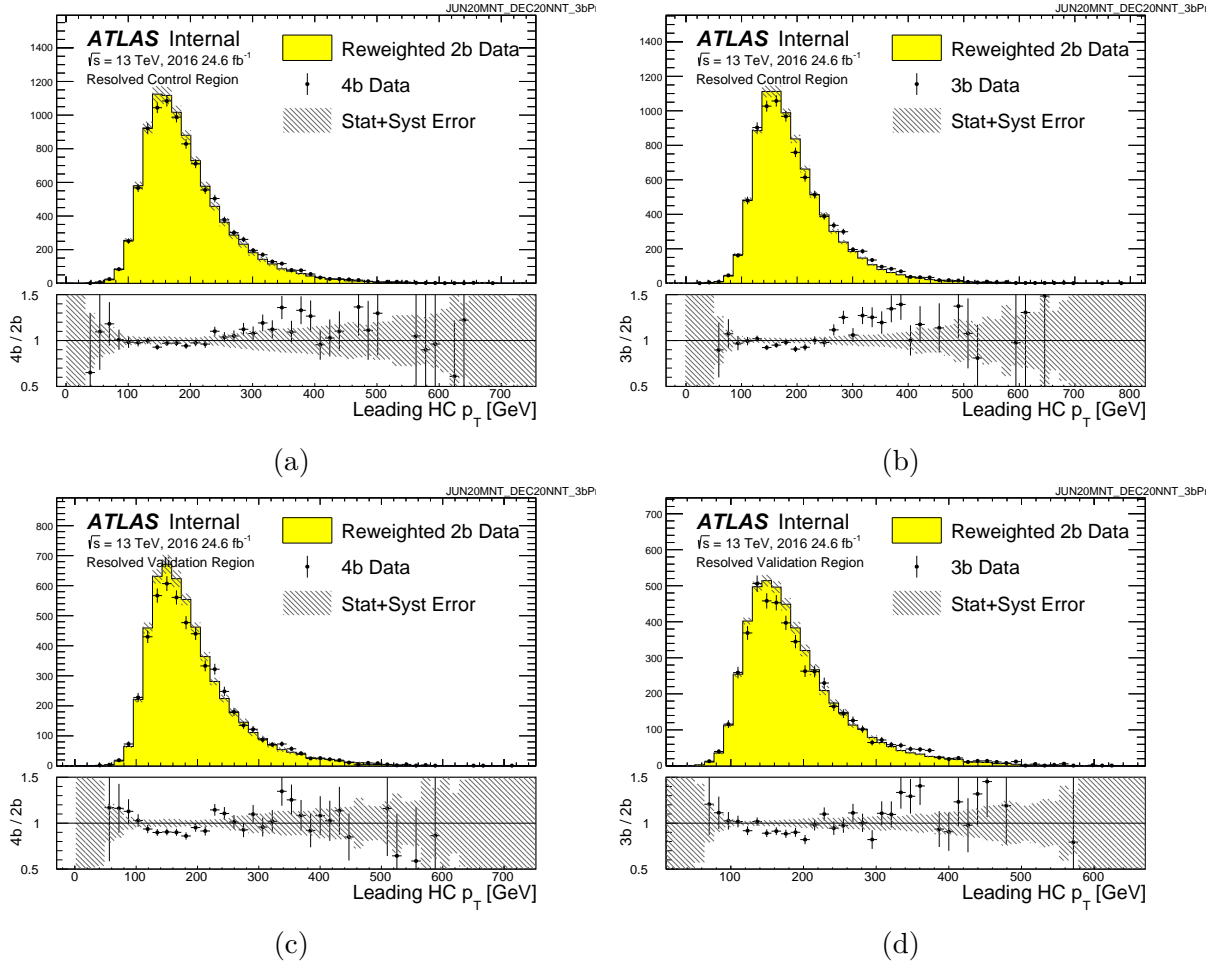 JUN20MNT_DEC20NNT_3bPr
ATLAS Internal
√s = 13 TeV, 2016 24.6 fb-1
Resolved Control Region
Reweighted 2b Data
4b Data
Stat+Syst Error
1400
1200
1000
800
600
400
200
0
4b / 2b
1.5
1
0.5
0 100 200 300 400 500 600 700
Leading HC pT [GeV]
(a)
JUN20MNT_DEC20NNT_3bPr
ATLAS Internal
√s = 13 TeV, 2016 24.6 fb-1
Resolved Control Region
Reweighted 2b Data
3b Data
Stat+Syst Error
1400
1200
1000
800
600
400
200
0
3b / 2b
1.5
1
0.5
0 100 200 300 400 500 600 700 800
Leading HC pT [GeV]
(b)
JUN20MNT_DEC20NNT_3bPr
ATLAS Internal
√s = 13 TeV, 2016 24.6 fb-1
Resolved Validation Region
Reweighted 2b Data
4b Data
Stat+Syst Error
800
700
600
500
400
300
200
100
0
4b / 2b
1.5
1
0.5
0 100 200 300 400 500 600 700
Leading HC pT [GeV]
(c)
JUN20MNT_DEC20NNT_3bPr
ATLAS Internal
√s = 13 TeV, 2016 24.6 fb-1
Resolved Validation Region
Reweighted 2b Data
3b Data
Stat+Syst Error
700
600
500
400
300
200
100
0
3b / 2b
1.5
1
0.5
100 200 300 400 500 600
Leading HC pT [GeV]
(d)